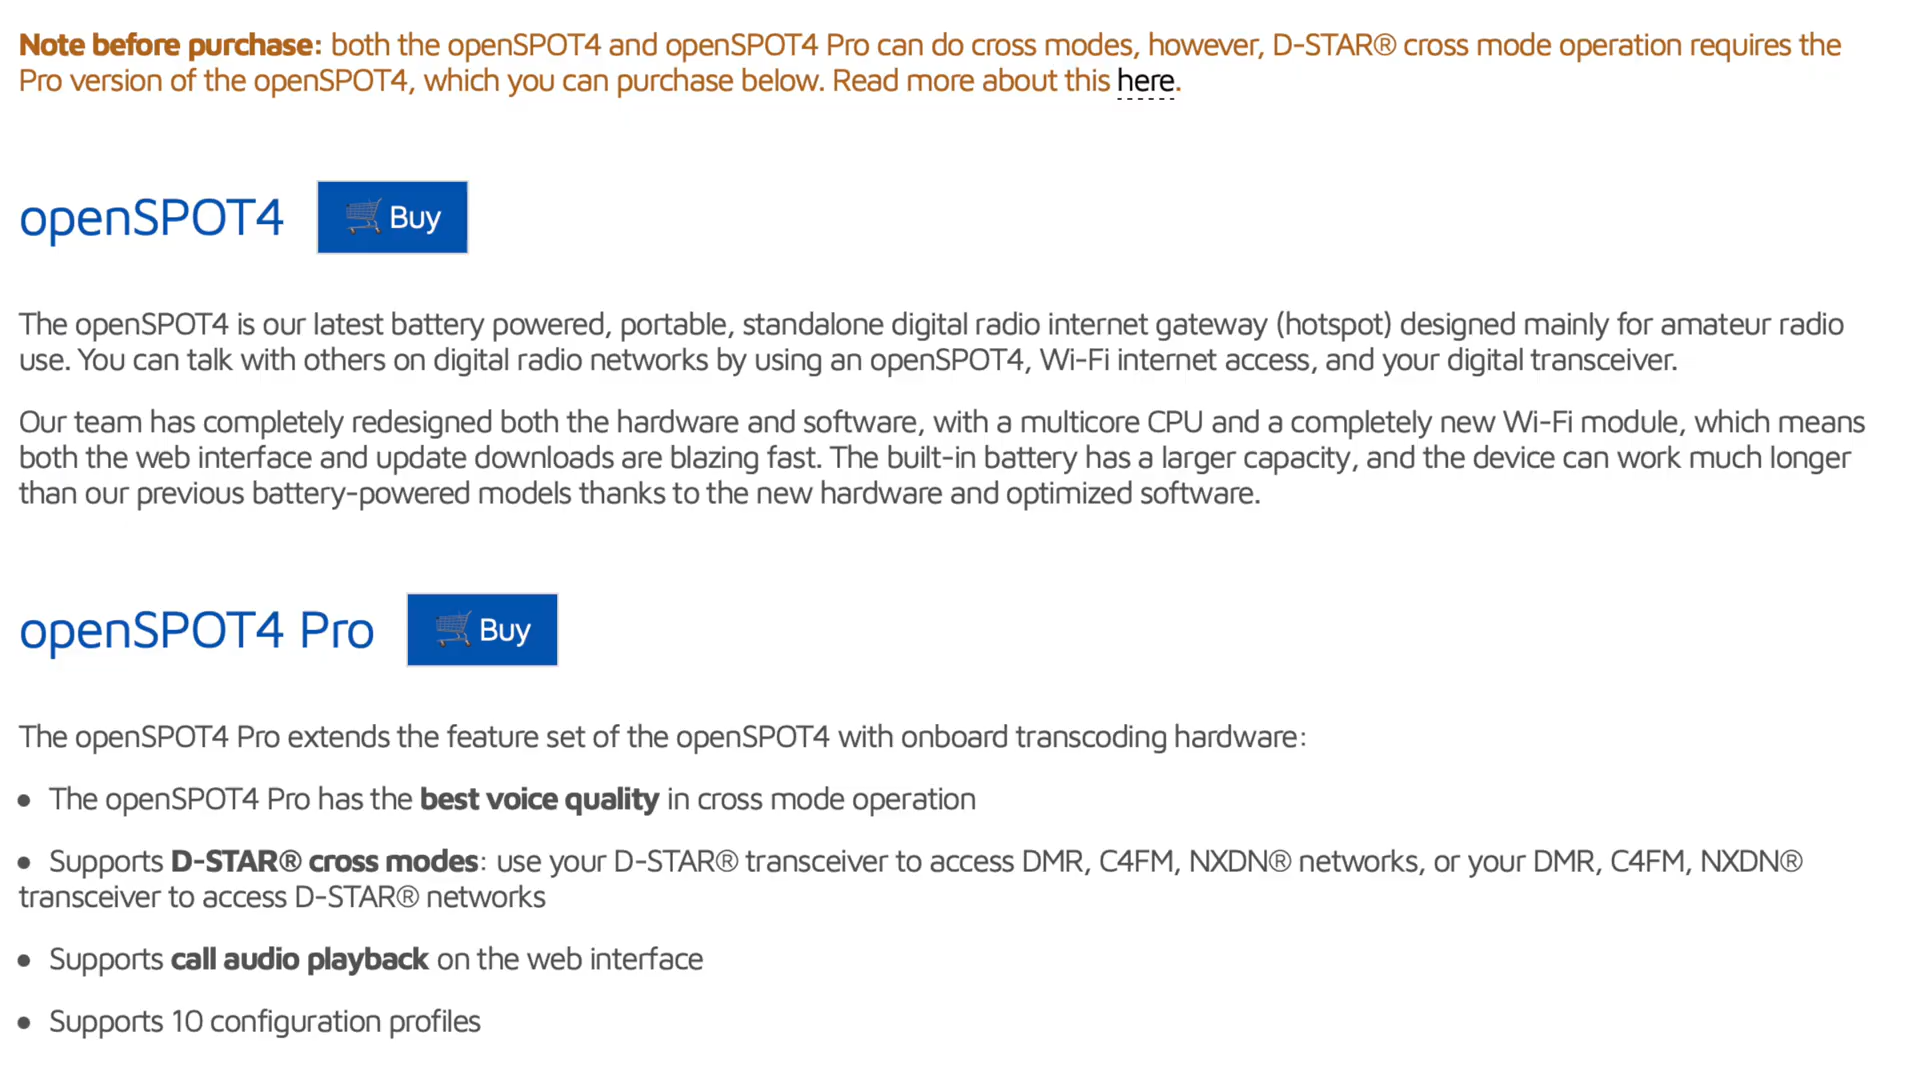 Note before purchase: both the openSPOT4 and openSPOT4 Pro can do cross modes, however, D-STAR® cross mode operation requires the
Pro version of the openSPOT4, which you can purchase below. Read more about this here.
openSPOT4 Buy
The openSPOT4 is our latest battery powered, portable, standalone digital radio internet gateway (hotspot) designed mainly for amateur radio
use. You can talk with others on digital radio networks by using an openSPOT4, Wi-Fi internet access, and your digital transceiver.
Our team has completely redesigned both the hardware and software, with a multicore CPU and a completely new Wi-Fi module, which means
both the web interface and update downloads are blazing fast. The built-in battery has a larger capacity, and the device can work much longer
than our previous battery-powered models thanks to the new hardware and optimized software.
openSPOT4 Pro Buy
The openSPOT4 Pro extends the feature set of the openSPOT4 with onboard transcoding hardware:
• The openSPOT4 Pro has the best voice quality in cross mode operation
• Supports D-STAR® cross modes: use your D-STAR® transceiver to access DMR, C4FM, NXDN® networks, or your DMR, C4FM, NXDN®
transceiver to access D-STAR® networks
• Supports call audio playback on the web interface
• Supports 10 configuration profiles